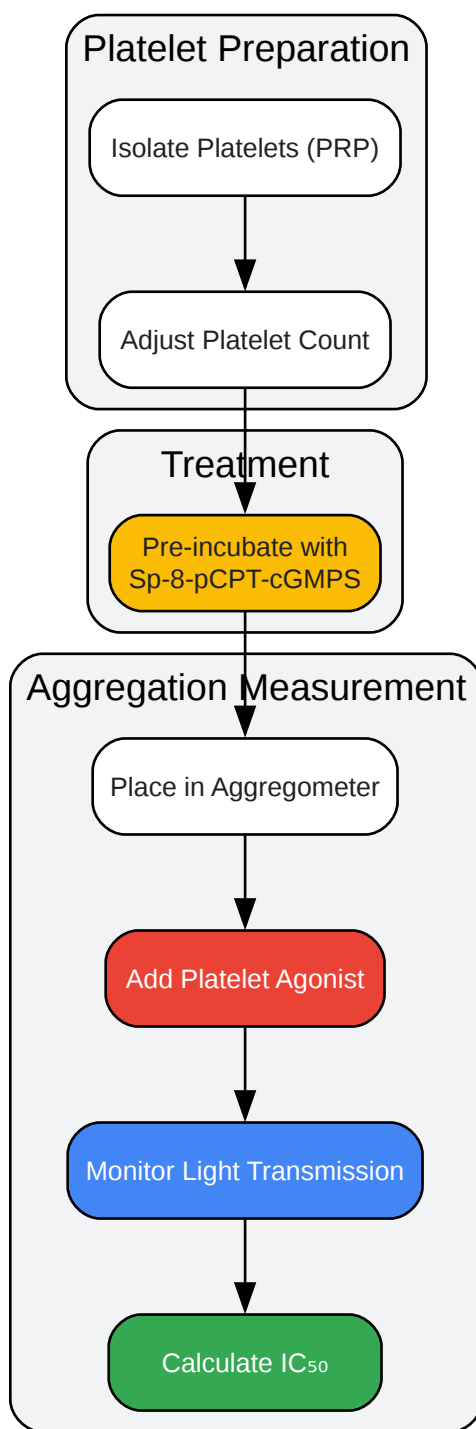 Platelet Preparation
Isolate Platelets (PRP)
Adjust Platelet Count
Treatment
Pre-incubate with
Sp-8-pCPT-cGMPS
Aggregation Measurement
Place in Aggregometer
Add Platelet Agonist
Monitor Light Transmission
Calculate IC₅₀